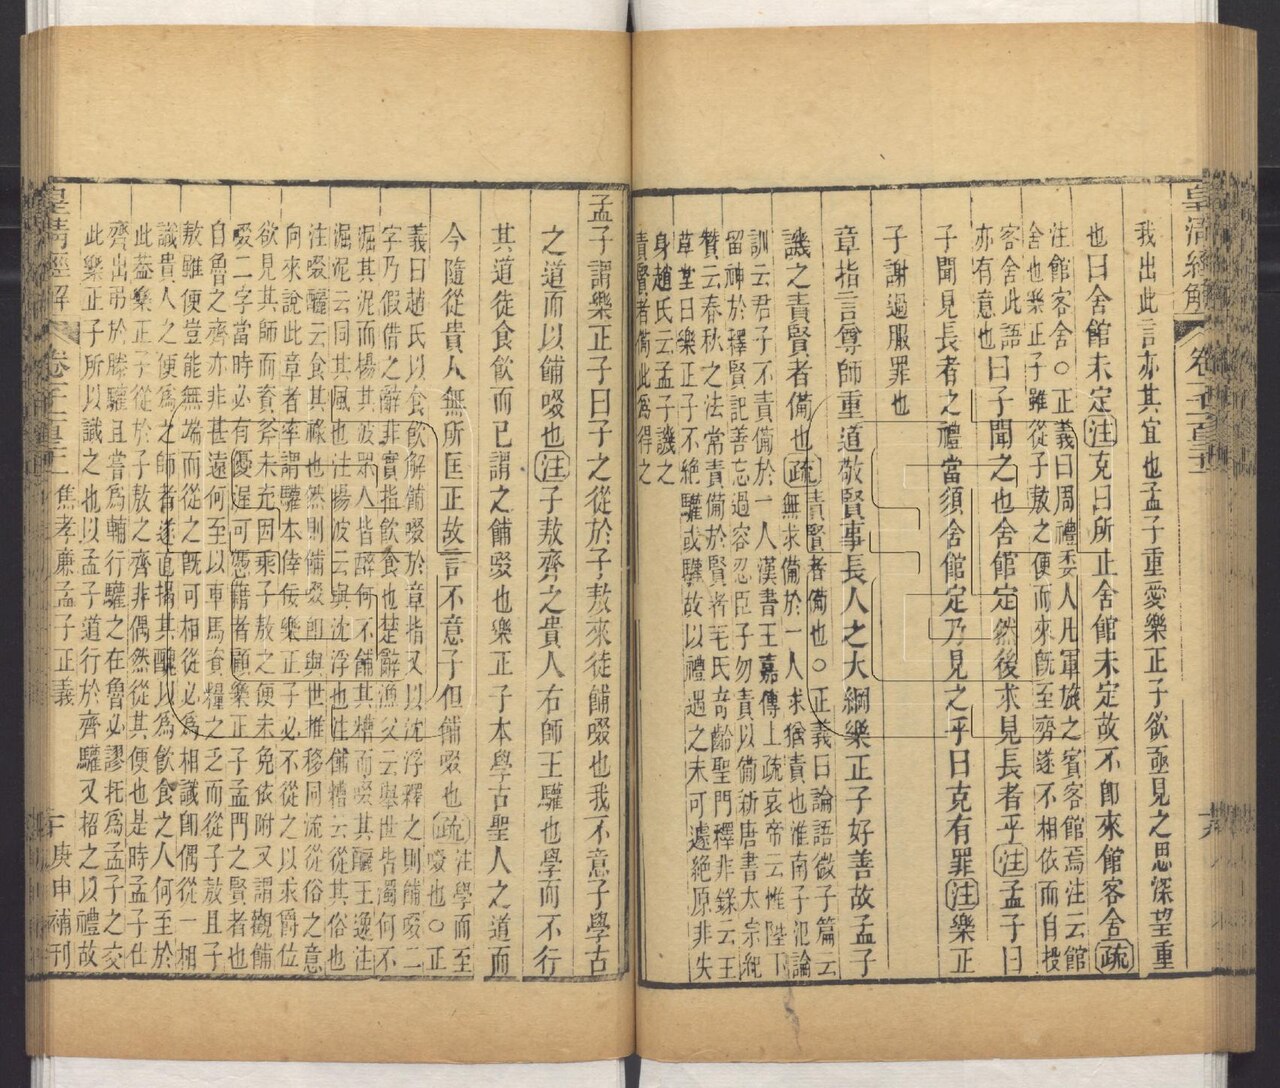 皇清經解
我出此言亦其宜也孟子重愛樂正子欲亟見之思深望重
也曰舍館未定注克曰所止舍館未定故不卽來館客舍疏
注館客舍○正義曰周禮委人凡軍旅之賓客館焉注云館
舍也樂正子雖從子敖之便而來旣至齊遂不相依而自投
客舍此語
亦有意也
曰子聞之也舍館定然後求見長者乎注孟子曰
子聞見長者之禮當須舍館定乃見之乎曰克有罪注樂正
子謝過服罪也
章指言尊師重道敬賢事長人之大綱樂正子好善故孟子
譏之責賢者備也疏
責賢者備也○正義曰論語微子篇云
無求備於一人求猶責也淮南子氾論
訓云君子不責備於一人漢書王嘉傳上疏哀帝云惟陛下
留神於釋賢記善忘過容忍臣子勿責以備新唐書太宗紀
贊云春秋之法常責備於賢者毛氏奇齡聖門釋非錄云王
草堂曰樂正子不絕驩或驩故以禮遇之未可遽絕原非失
身趙氏云孟子譏之
責賢者備此爲得之
孟子謂樂正子曰子之從於子敖來徒餔啜也我不意子學古
之道而以餔啜也注子敖齊之貴人右師王驩也學而不行
其道徒食飲而已謂之餔啜也樂正子本學古聖人之道而
今隨從貴人無所匡正故言不意子但餔啜也疏
注學而至
啜也○正
義曰趙氏以食飲解餔啜於章指又以沈浮釋之則餔啜二
字乃假借之辭非實指飲食也楚辭漁父云舉世皆濁何不
淈其泥而揚其波眾人皆醉何不餔其糟而啜其釃王逸注
淈泥云同其風也注揚波云與沈浮也注餔糟云從其俗也
注啜釃云食其祿也然則餔啜卽與世推移同流從俗之意
向來說此章者率謂驩本倖佞樂正子必不從之以求爵位
欲見其師而資斧未充因乘子敖之便未免依附又謂觀餔
啜二字當時必有優渥可憑藉者顧樂正子孟門之賢者也
自魯之齊亦非甚遠何至以車馬資糧之乏而從子敖且子
敖雖便豈能無端而從之旣可相從必爲相識卽偶從一相
識貴人之便爲之師者遂直揭其醜以爲飲食之人何至於
此葢樂正子從於子敖之齊非偶然從其便也是時孟子仕
齊出弔於滕驩且嘗爲輔行驩之在魯必謬托爲孟子之交
此樂正子所以識之也以孟子道行於齊驩又招之以禮故
皇清經解
焦孝廉孟子正義
庚申補刊